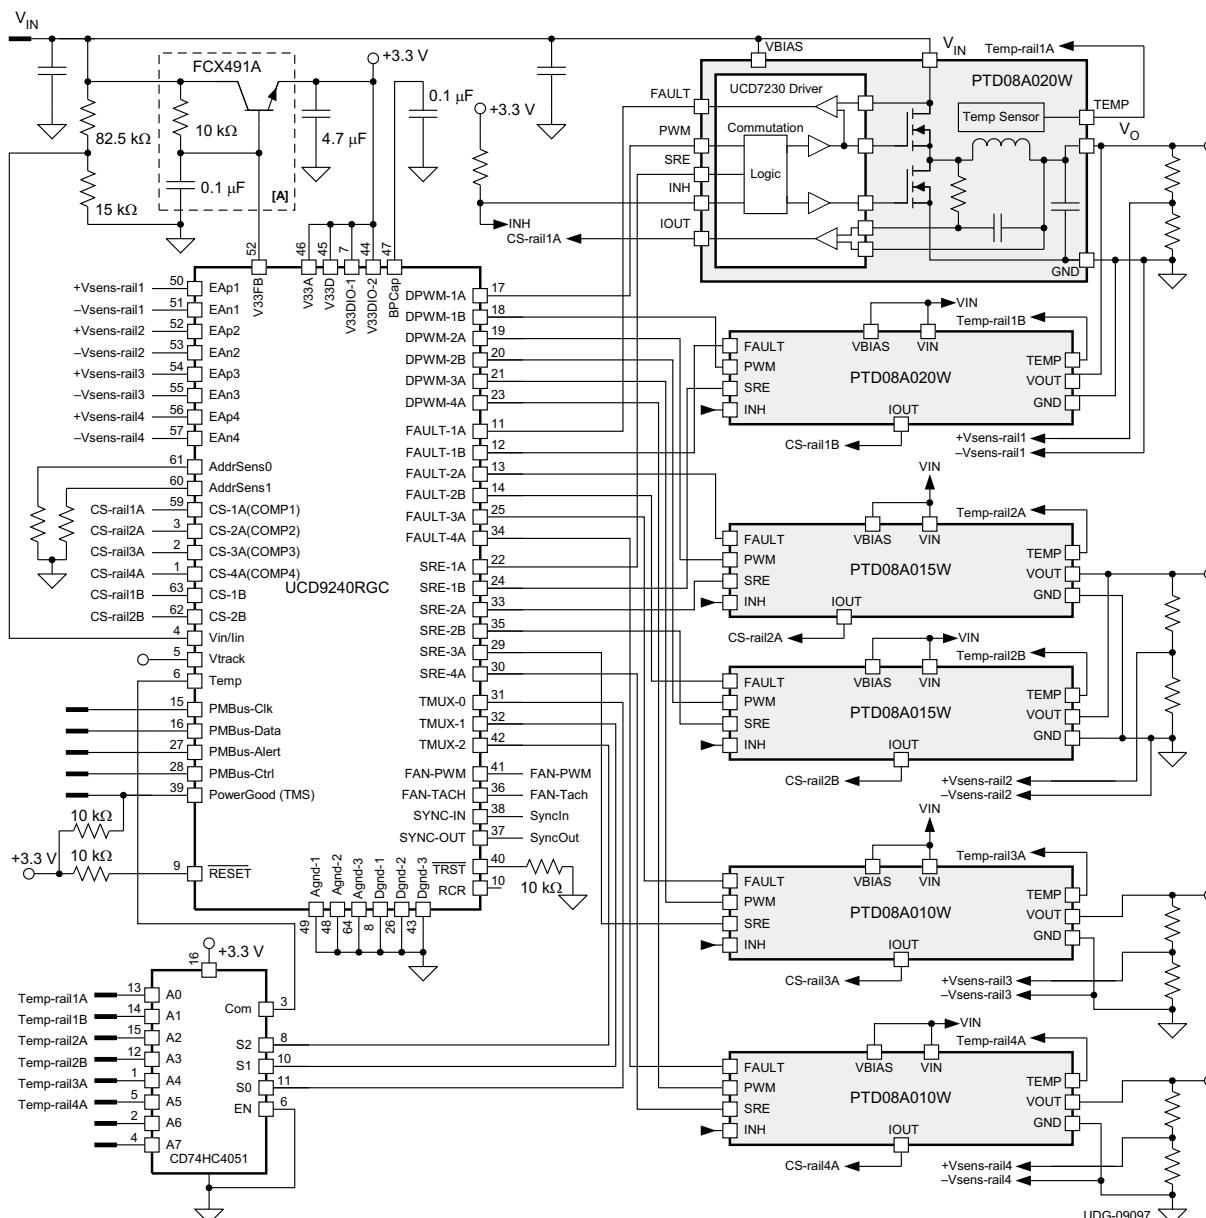 V_IN
FCX491A
+3.3 V
82.5 kΩ
10 kΩ
0.1 µF
15 kΩ
[A]
4.7 µF
0.1 µF
+3.3 V
INH
VBIAS
V_IN
Temp-rail1A
PTD08A020W
UCD7230 Driver
FAULT
PWM
SRE
INH
IOUT
CS-rail1A
Commutation
Logic
Temp Sensor
TEMP
V_O
GND
52
46
45
7
44
47
V33FB
V33A
V33D
V33DIO-1
V33DIO-2
BPCap
+Vsens-rail1 50 EAp1
–Vsens-rail1 51 EAn1
+Vsens-rail2 52 EAp2
–Vsens-rail2 53 EAn2
+Vsens-rail3 54 EAp3
–Vsens-rail3 55 EAn3
+Vsens-rail4 56 EAp4
–Vsens-rail4 57 EAn4
61 AddrSens0
60 AddrSens1
CS-rail1A 59 CS-1A(COMP1)
CS-rail2A 3 CS-2A(COMP2)
CS-rail3A 2 CS-3A(COMP3)
CS-rail4A 1 CS-4A(COMP4)
CS-rail1B 63 CS-1B
CS-rail2B 62 CS-2B
4 Vin/Iin
5 Vtrack
6 Temp
15 PMBus-Clk
16 PMBus-Data
27 PMBus-Alert
28 PMBus-Ctrl
39 PowerGood (TMS)
10 kΩ
+3.3 V
10 kΩ
9 RESET
UCD9240RGC
DPWM-1A 17
DPWM-1B 18
DPWM-2A 19
DPWM-2B 20
DPWM-3A 21
DPWM-4A 23
FAULT-1A 11
FAULT-1B 12
FAULT-2A 13
FAULT-2B 14
FAULT-3A 25
FAULT-4A 34
SRE-1A 22
SRE-1B 24
SRE-2A 33
SRE-2B 35
SRE-3A 29
SRE-4A 30
TMUX-0 31
TMUX-1 32
TMUX-2 42
FAN-PWM 41 FAN-PWM
FAN-TACH 36 FAN-Tach
SYNC-IN 38 SyncIn
SYNC-OUT 37 SyncOut
TRST 40
10 kΩ
RCR 10
Agnd-1
Agnd-2
Agnd-3
Dgnd-1
Dgnd-2
Dgnd-3
49
48
64
8
26
43
+3.3 V
16
Temp-rail1A 13 A0
Temp-rail1B 14 A1
Temp-rail2A 15 A2
Temp-rail2B 12 A3
Temp-rail3A 1 A4
Temp-rail4A 5 A5
2 A6
4 A7
Com 3
S2 8
S1 10
S0 11
EN 6
CD74HC4051
VIN
Temp-rail1B
VBIAS
VIN
FAULT
PWM
SRE
INH
PTD08A020W
TEMP
VOUT
GND
IOUT
CS-rail1B
+Vsens-rail1
–Vsens-rail1
VIN
Temp-rail2A
VBIAS
VIN
FAULT
PWM
SRE
INH
PTD08A015W
TEMP
VOUT
GND
IOUT
CS-rail2A
VIN
Temp-rail2B
VBIAS
VIN
FAULT
PWM
SRE
INH
PTD08A015W
TEMP
VOUT
GND
IOUT
CS-rail2B
+Vsens-rail2
–Vsens-rail2
VIN
Temp-rail3A
VBIAS
VIN
FAULT
PWM
SRE
INH
PTD08A010W
TEMP
VOUT
GND
IOUT
CS-rail3A
+Vsens-rail3
–Vsens-rail3
VIN
Temp-rail4A
VBIAS
VIN
FAULT
PWM
SRE
INH
PTD08A010W
TEMP
VOUT
GND
IOUT
CS-rail4A
+Vsens-rail4
–Vsens-rail4
UDG-09097